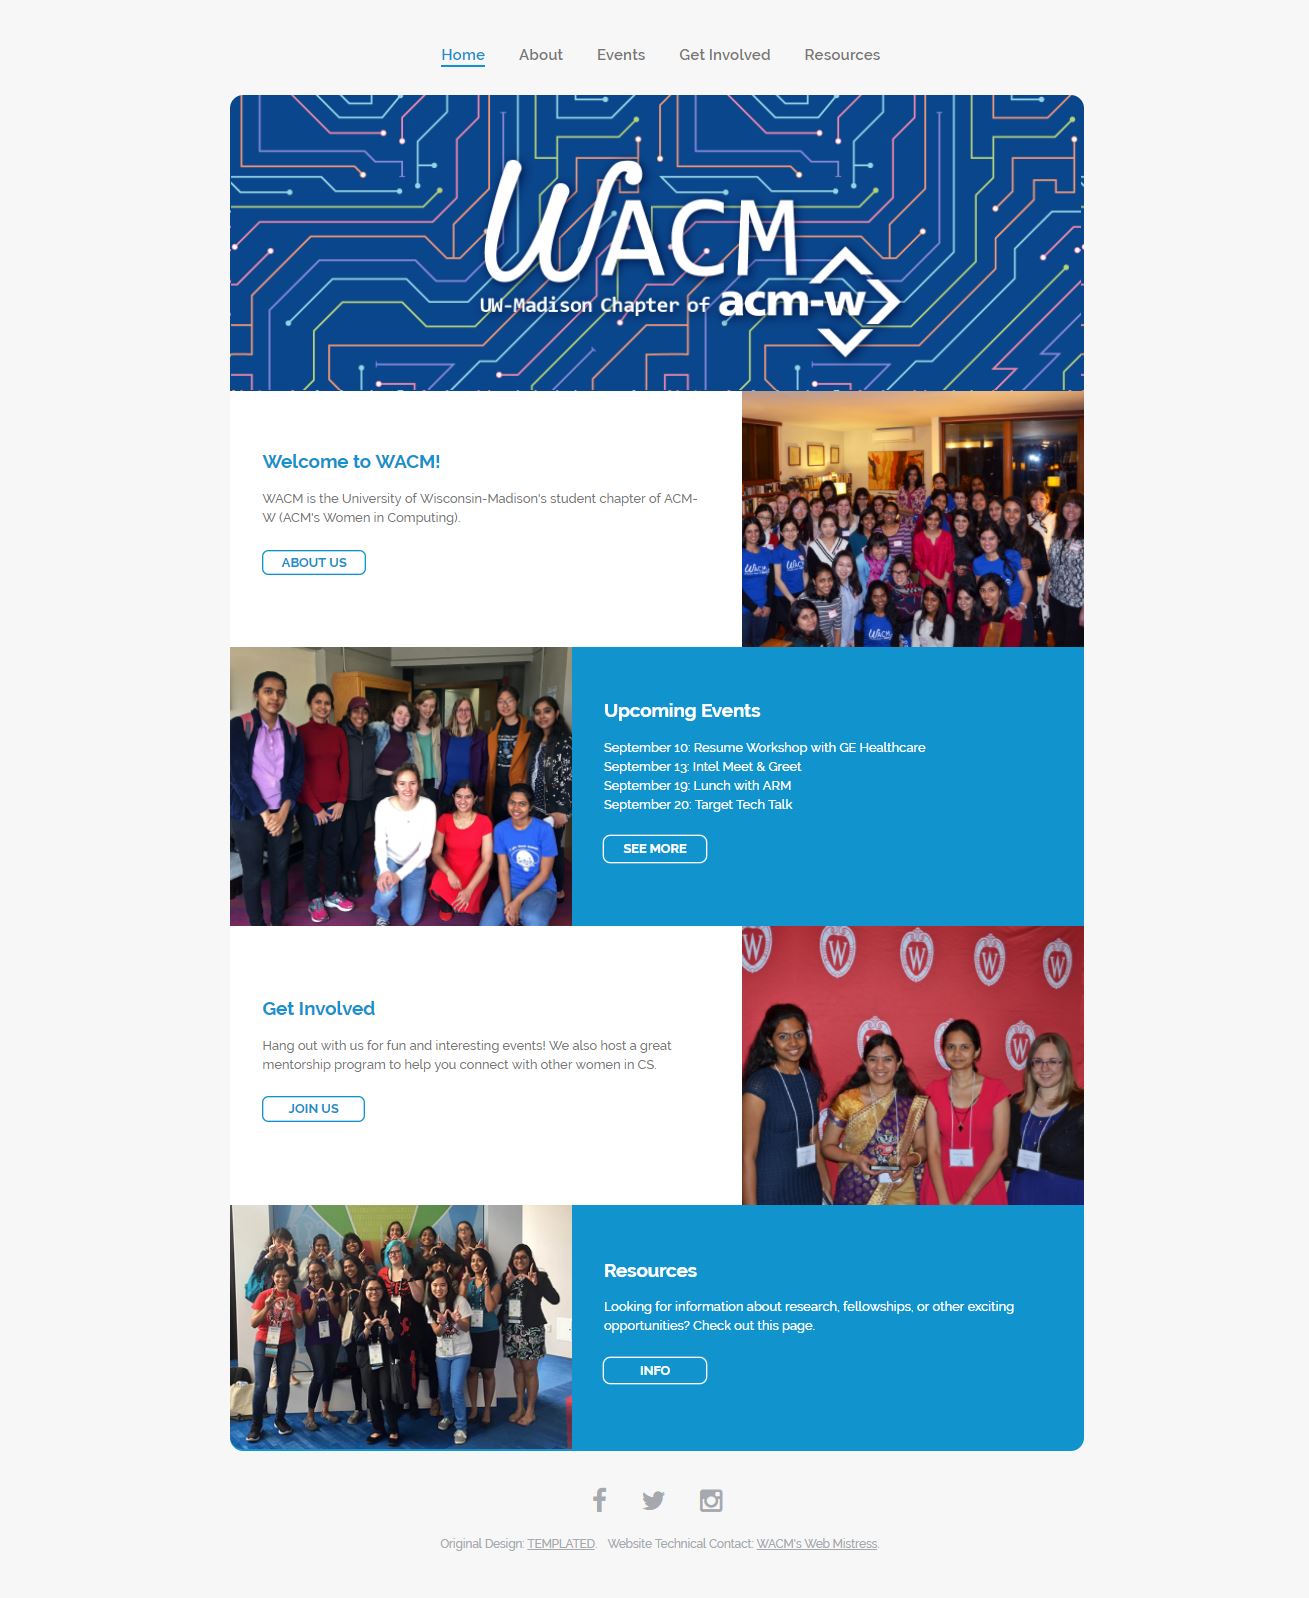 Home About Events Get Involved Resources
WACM
UW-Madison Chapter of acm-w
Welcome to WACM!
WACM is the University of Wisconsin-Madison's student chapter of ACM-
W (ACM's Women in Computing).
ABOUT US
WACM
WACM
WACM
Upcoming Events
September 10: Resume Workshop with GE Healthcare
September 13: Intel Meet & Greet
September 19: Lunch with ARM
September 20: Target Tech Talk
SEE MORE
Get Involved
Hang out with us for fun and interesting events! We also host a great
mentorship program to help you connect with other women in CS.
JOIN US
W W W W W
W W W
Resources
Looking for information about research, fellowships, or other exciting
opportunities? Check out this page.
INFO
Original Design: TEMPLATED. Website Technical Contact: WACM's Web Mistress.